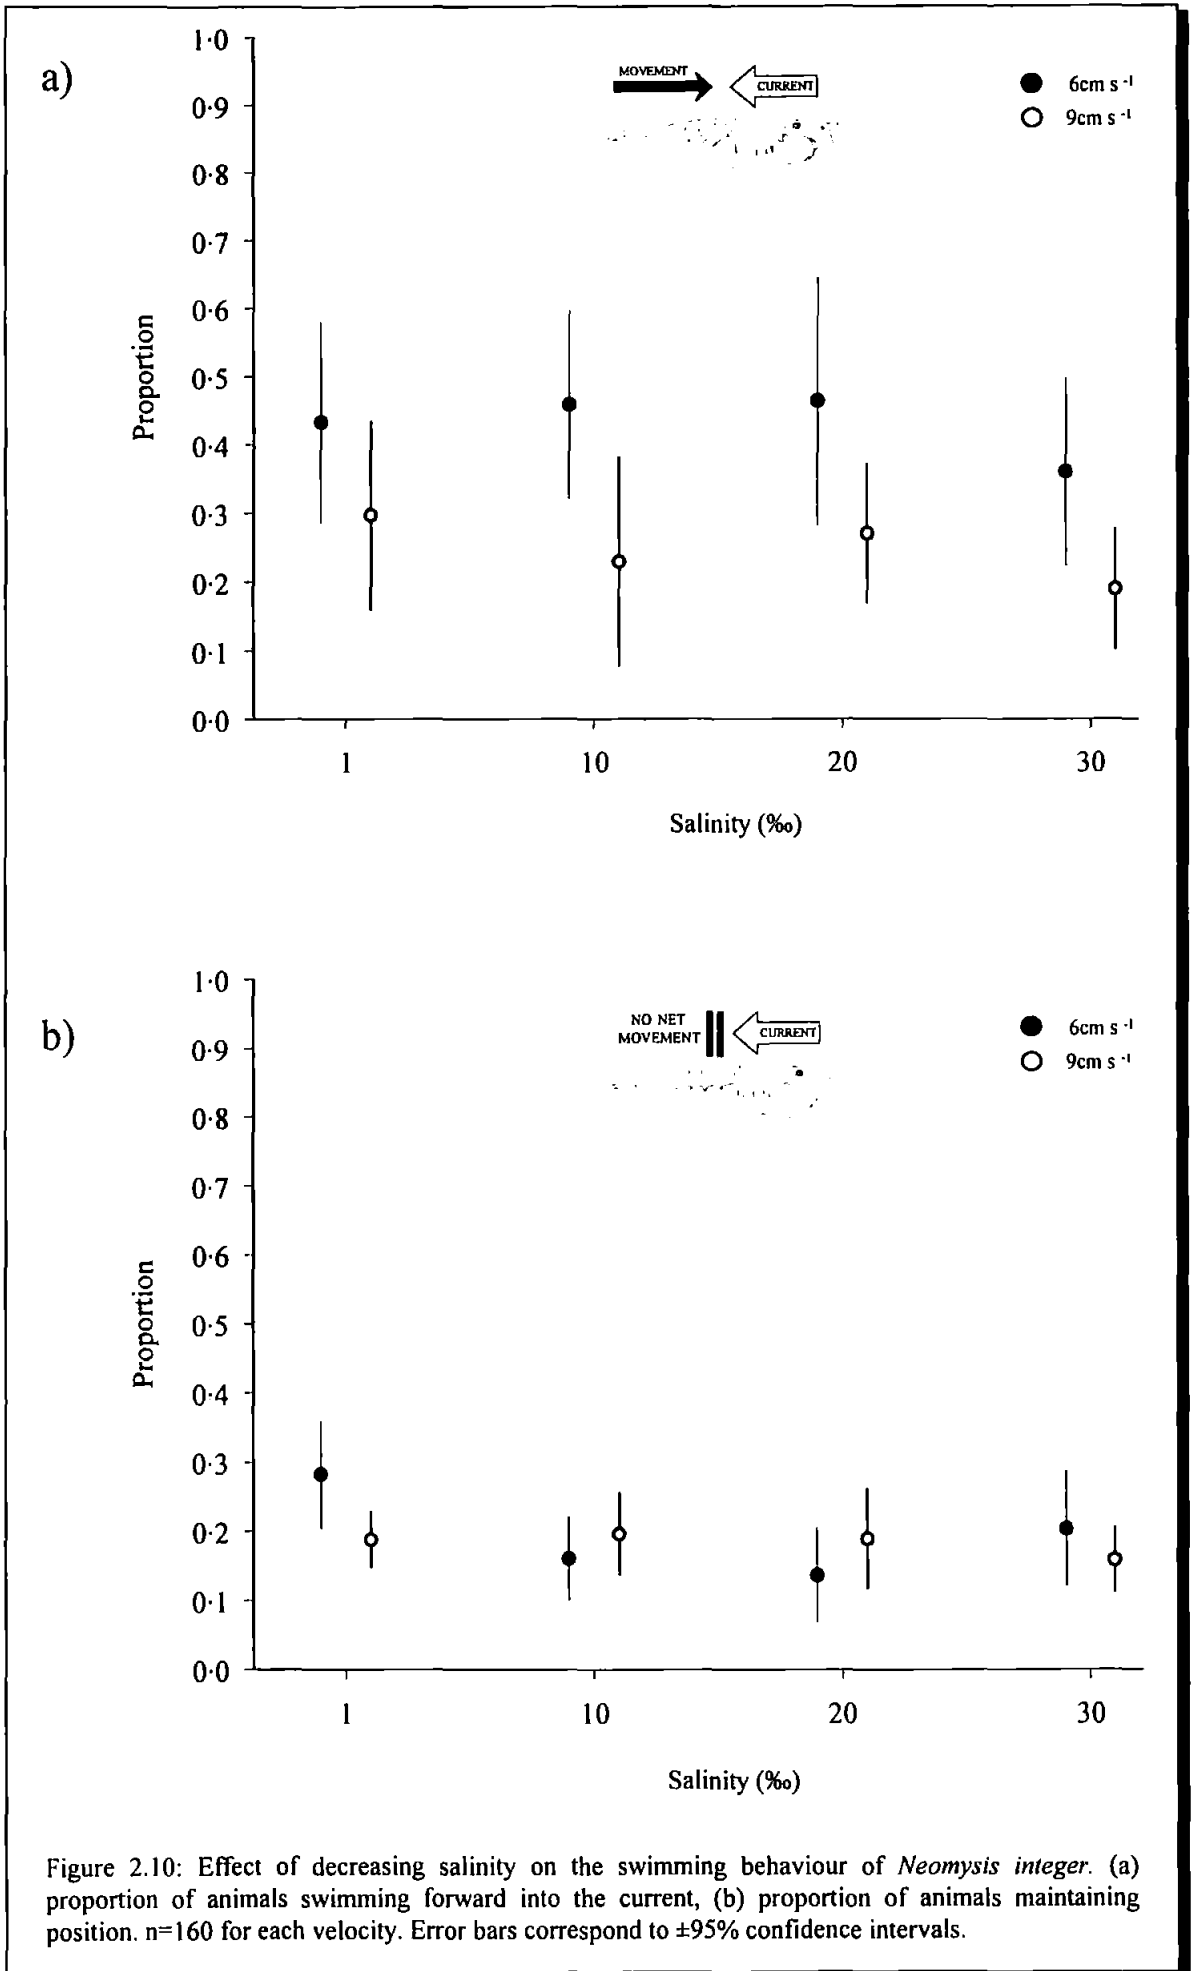 a)
1·0
0·9
0·8
0·7
0·6
0·5
0·4
0·3
0·2
0·1
0·0
Proportion
MOVEMENT
CURRENT
6cm s⁻¹
9cm s⁻¹
1 10 20 30
Salinity (‰)
b)
1·0
0·9
0·8
0·7
0·6
0·5
0·4
0·3
0·2
0·1
0·0
Proportion
NO NET
MOVEMENT
CURRENT
6cm s⁻¹
9cm s⁻¹
1 10 20 30
Salinity (‰)
Figure 2.10: Effect of decreasing salinity on the swimming behaviour of Neomysis integer. (a)
proportion of animals swimming forward into the current, (b) proportion of animals maintaining
position. n=160 for each velocity. Error bars correspond to ±95% confidence intervals.